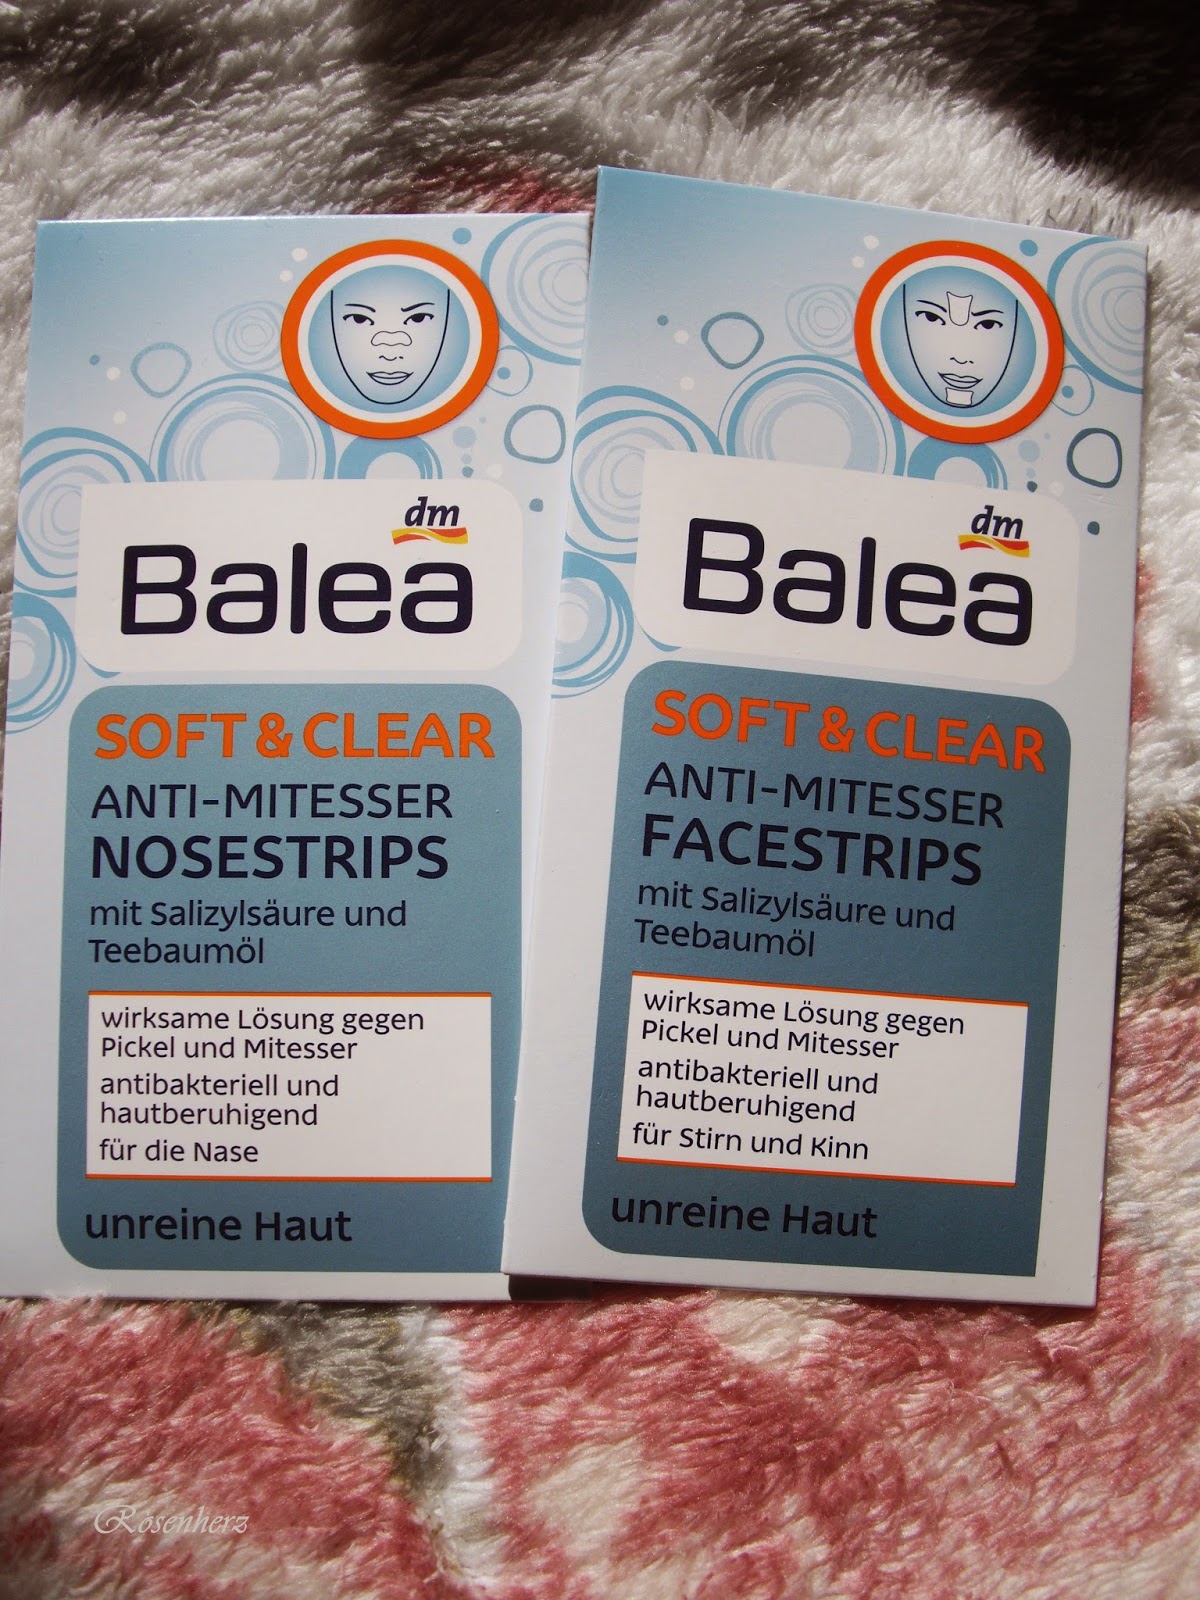 dm
Balea
SOFT & CLEAR
ANTI-MITESSER
NOSESTRIPS
mit Salizylsäure und
Teebaumöl
wirksame Lösung gegen
Pickel und Mitesser
antibakteriell und
hautberuhigend
für die Nase
unreine Haut
dm
Balea
SOFT & CLEAR
ANTI-MITESSER
FACESTRIPS
mit Salizylsäure und
Teebaumöl
wirksame Lösung gegen
Pickel und Mitesser
antibakteriell und
hautberuhigend
für Stirn und Kinn
unreine Haut
Rosenherz